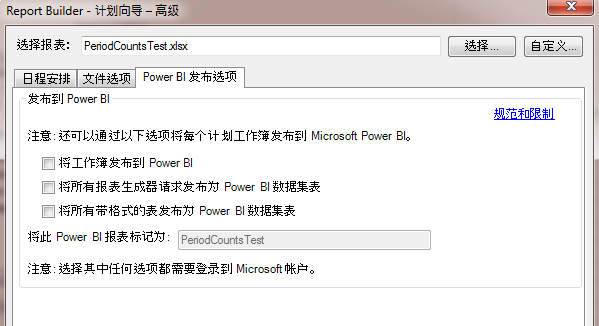 Report Builder - 计划向导 – 高级
选择报表: PeriodCountsTest.xlsx 选择... 自定义...
日程安排 文件选项 Power BI 发布选项
发布到 Power BI
规范和限制
注意: 还可以通过以下选项将每个计划工作簿发布到 Microsoft Power BI。
将工作簿发布到 Power BI
将所有报表生成器请求发布为 Power BI 数据集表
将所有带格式的表发布为 Power BI 数据集表
将此 Power BI 报表标记为: PeriodCountsTest
注意: 选择其中任何选项都需要登录到 Microsoft 帐户。